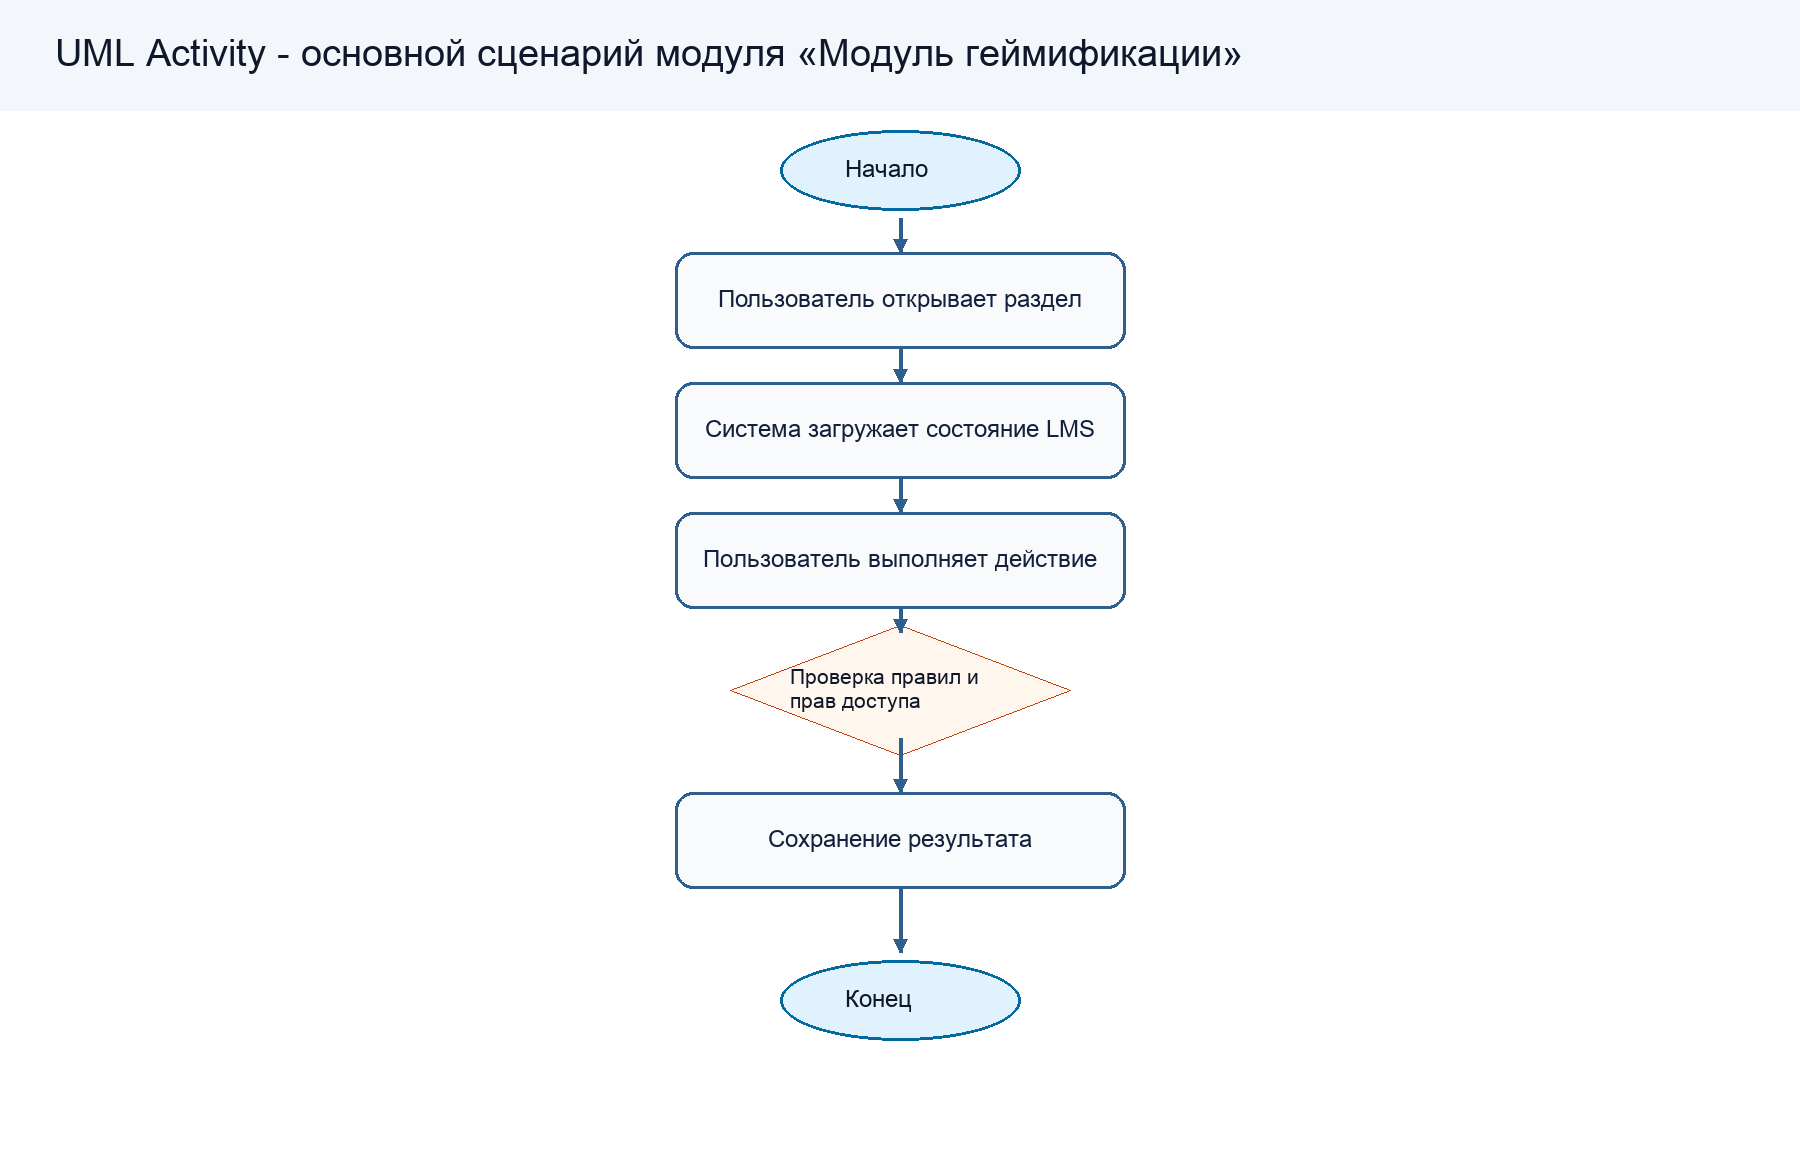 UML Activity - основной сценарий модуля «Модуль геймификации»
Начало
Пользователь открывает раздел
Система загружает состояние LMS
Пользователь выполняет действие
Проверка правил и
прав доступа
Сохранение результата
Конец